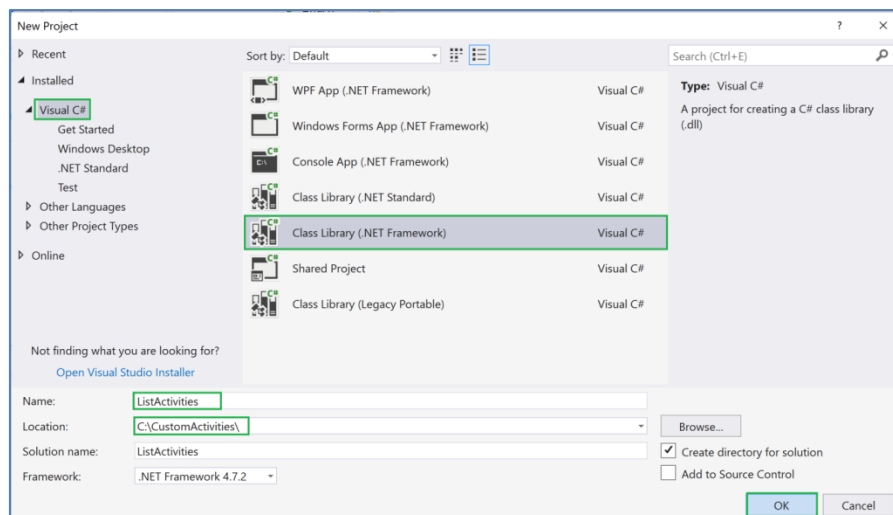 New Project
?
Recent
Installed
Visual C#
Get Started
Windows Desktop
.NET Standard
Test
Other Languages
Other Project Types
Online
Not finding what you are looking for?
Open Visual Studio Installer
Sort by: Default
WPF App (.NET Framework) Visual C#
Windows Forms App (.NET Framework) Visual C#
Console App (.NET Framework) Visual C#
Class Library (.NET Standard) Visual C#
Class Library (.NET Framework) Visual C#
Shared Project Visual C#
Class Library (Legacy Portable) Visual C#
Search (Ctrl+E)
Type: Visual C#
A project for creating a C# class library
(.dll)
Name: ListActivities
Location: C:\CustomActivities\
Browse...
Solution name: ListActivities
Create directory for solution
Framework: .NET Framework 4.7.2
Add to Source Control
OK Cancel